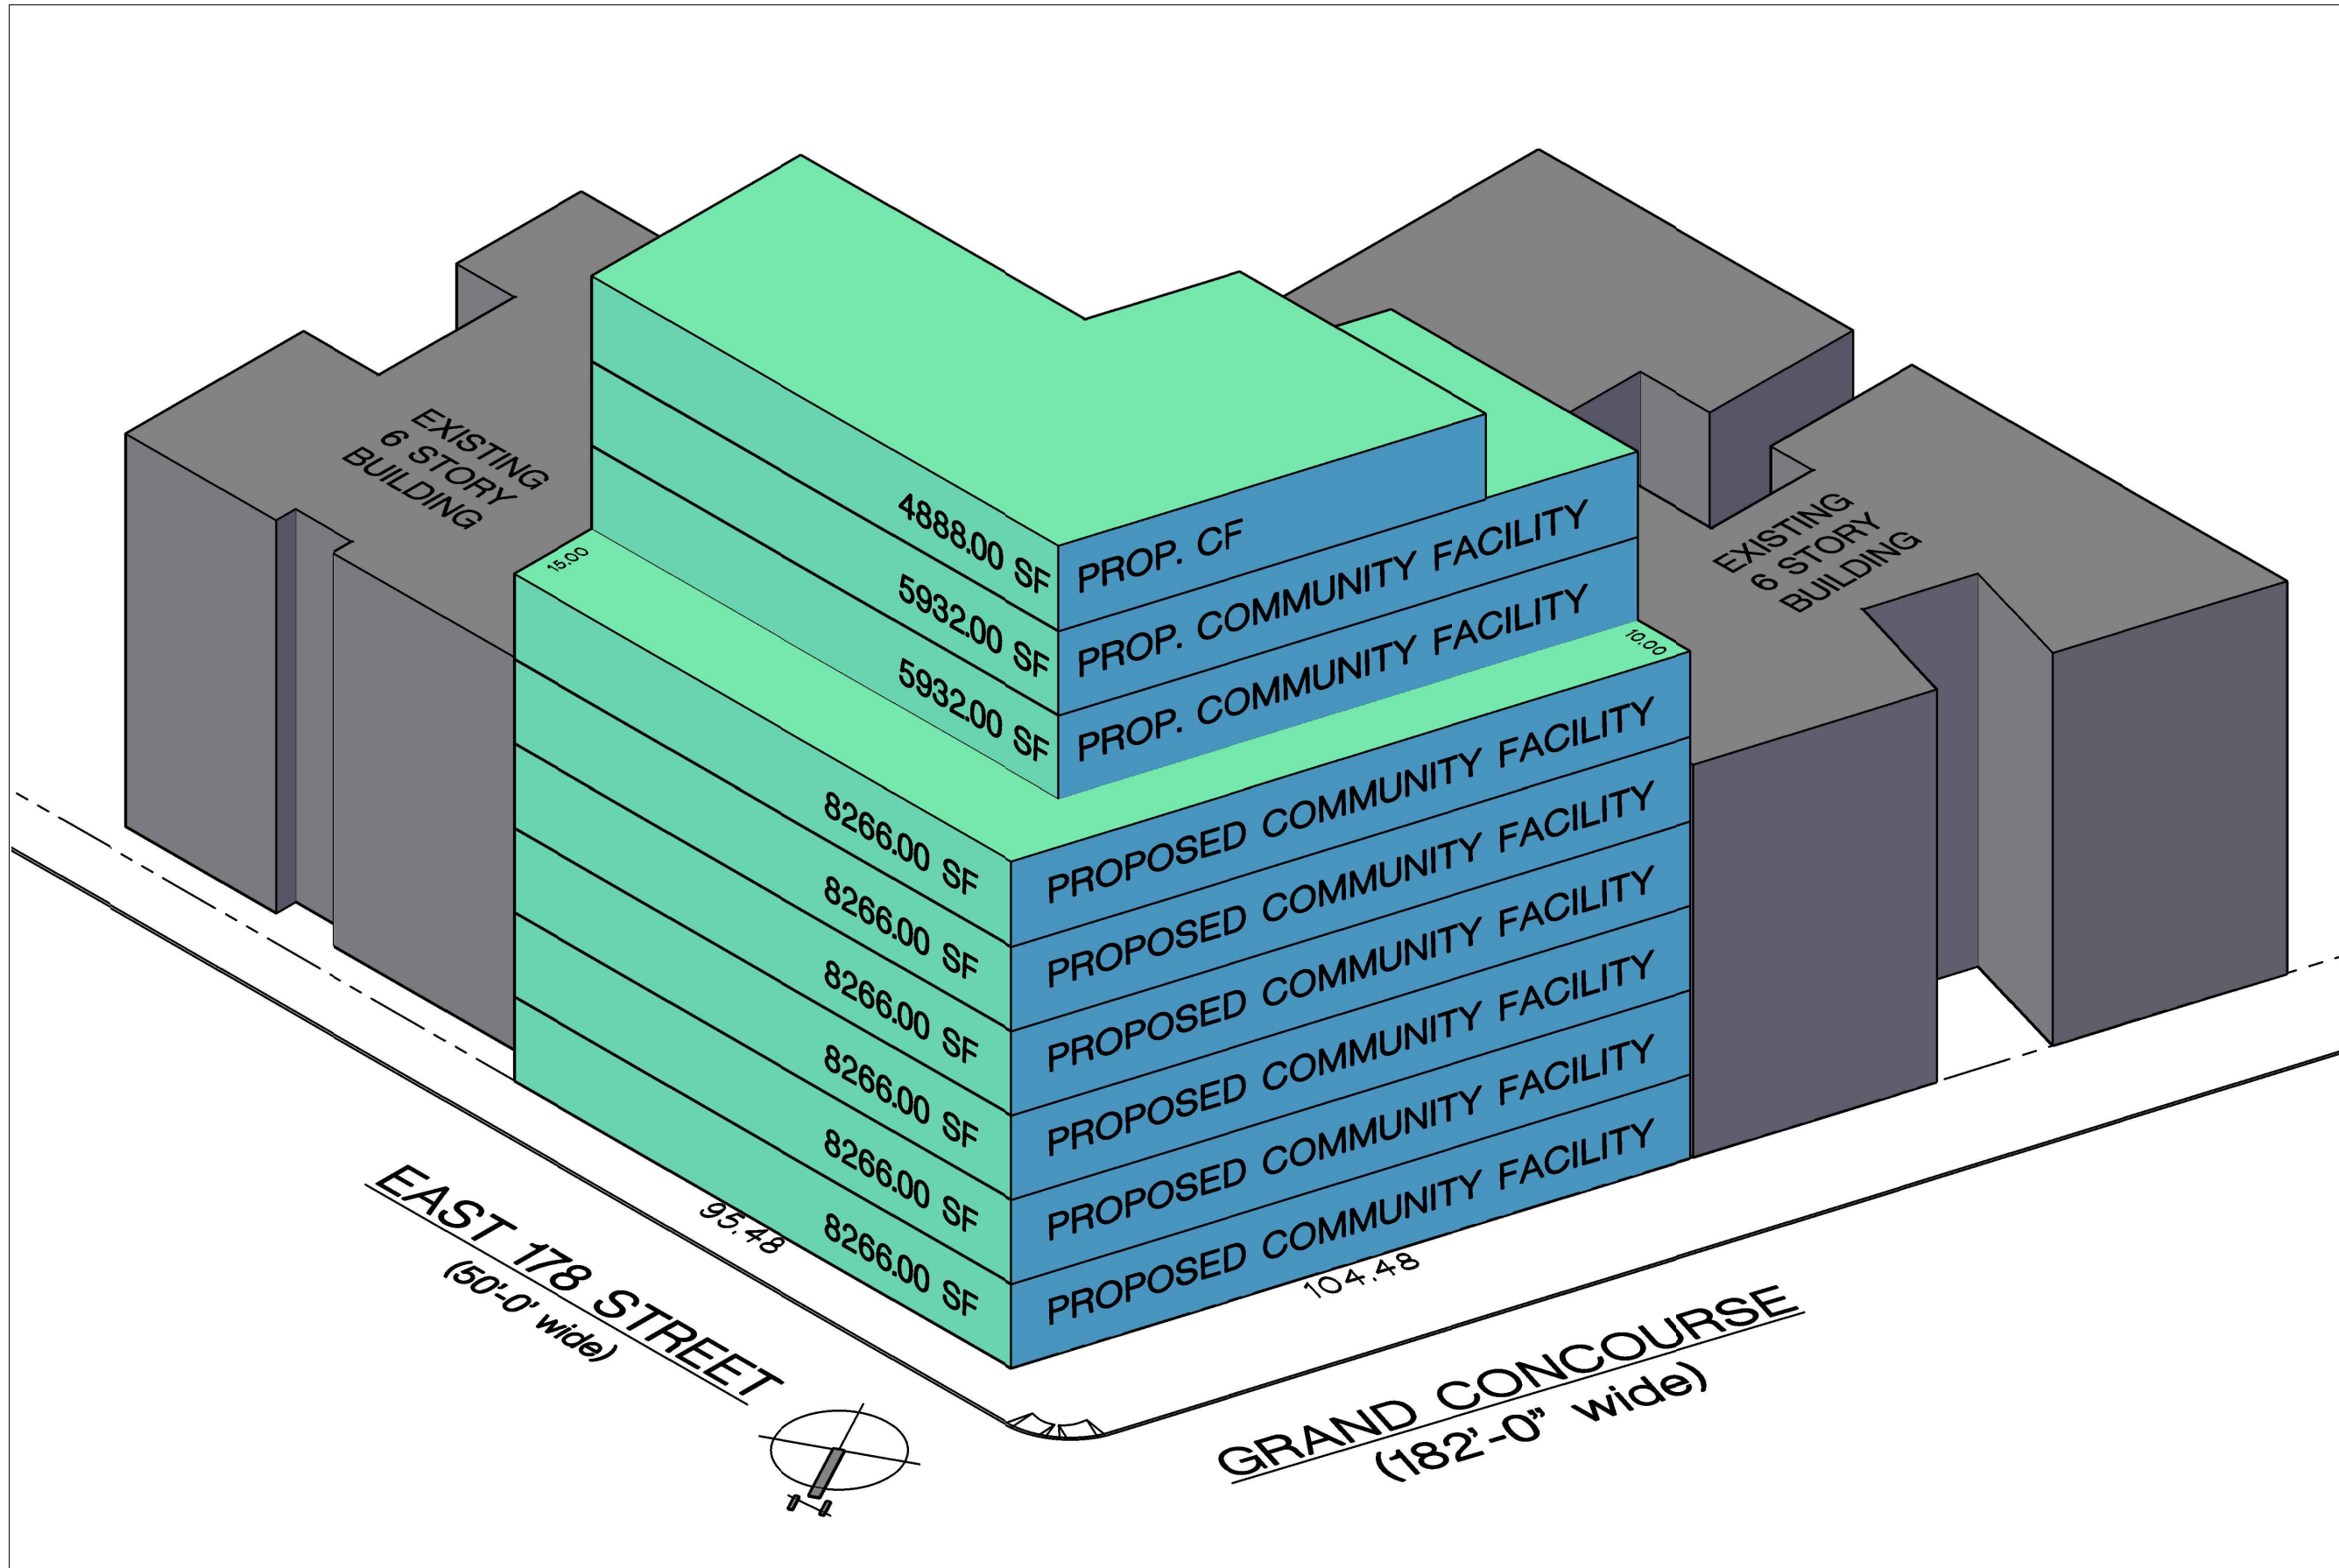 EXISTING
6 STORY
BUILDING
EXISTING
6 STORY
BUILDING
15.00
10.00
4888.00 SF
PROP. CF
5932.00 SF
PROP. COMMUNITY FACILITY
5932.00 SF
PROP. COMMUNITY FACILITY
8266.00 SF
PROPOSED COMMUNITY FACILITY
8266.00 SF
PROPOSED COMMUNITY FACILITY
8266.00 SF
PROPOSED COMMUNITY FACILITY
8266.00 SF
PROPOSED COMMUNITY FACILITY
8266.00 SF
PROPOSED COMMUNITY FACILITY
8266.00 SF
PROPOSED COMMUNITY FACILITY
95.48
104.48
EAST 178 STREET
(50'-0' wide)
GRAND CONCOURSE
(182'-0" wide)